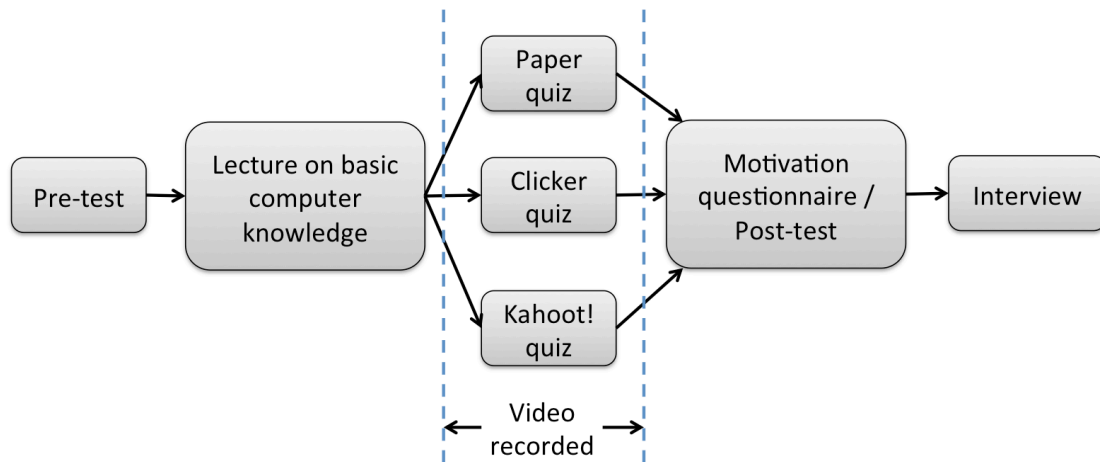 Pre-test
Lecture on basic
computer
knowledge
Paper
quiz
Clicker
quiz
Kahoot!
quiz
Motivation
questionnaire /
Post-test
Interview
Video
recorded